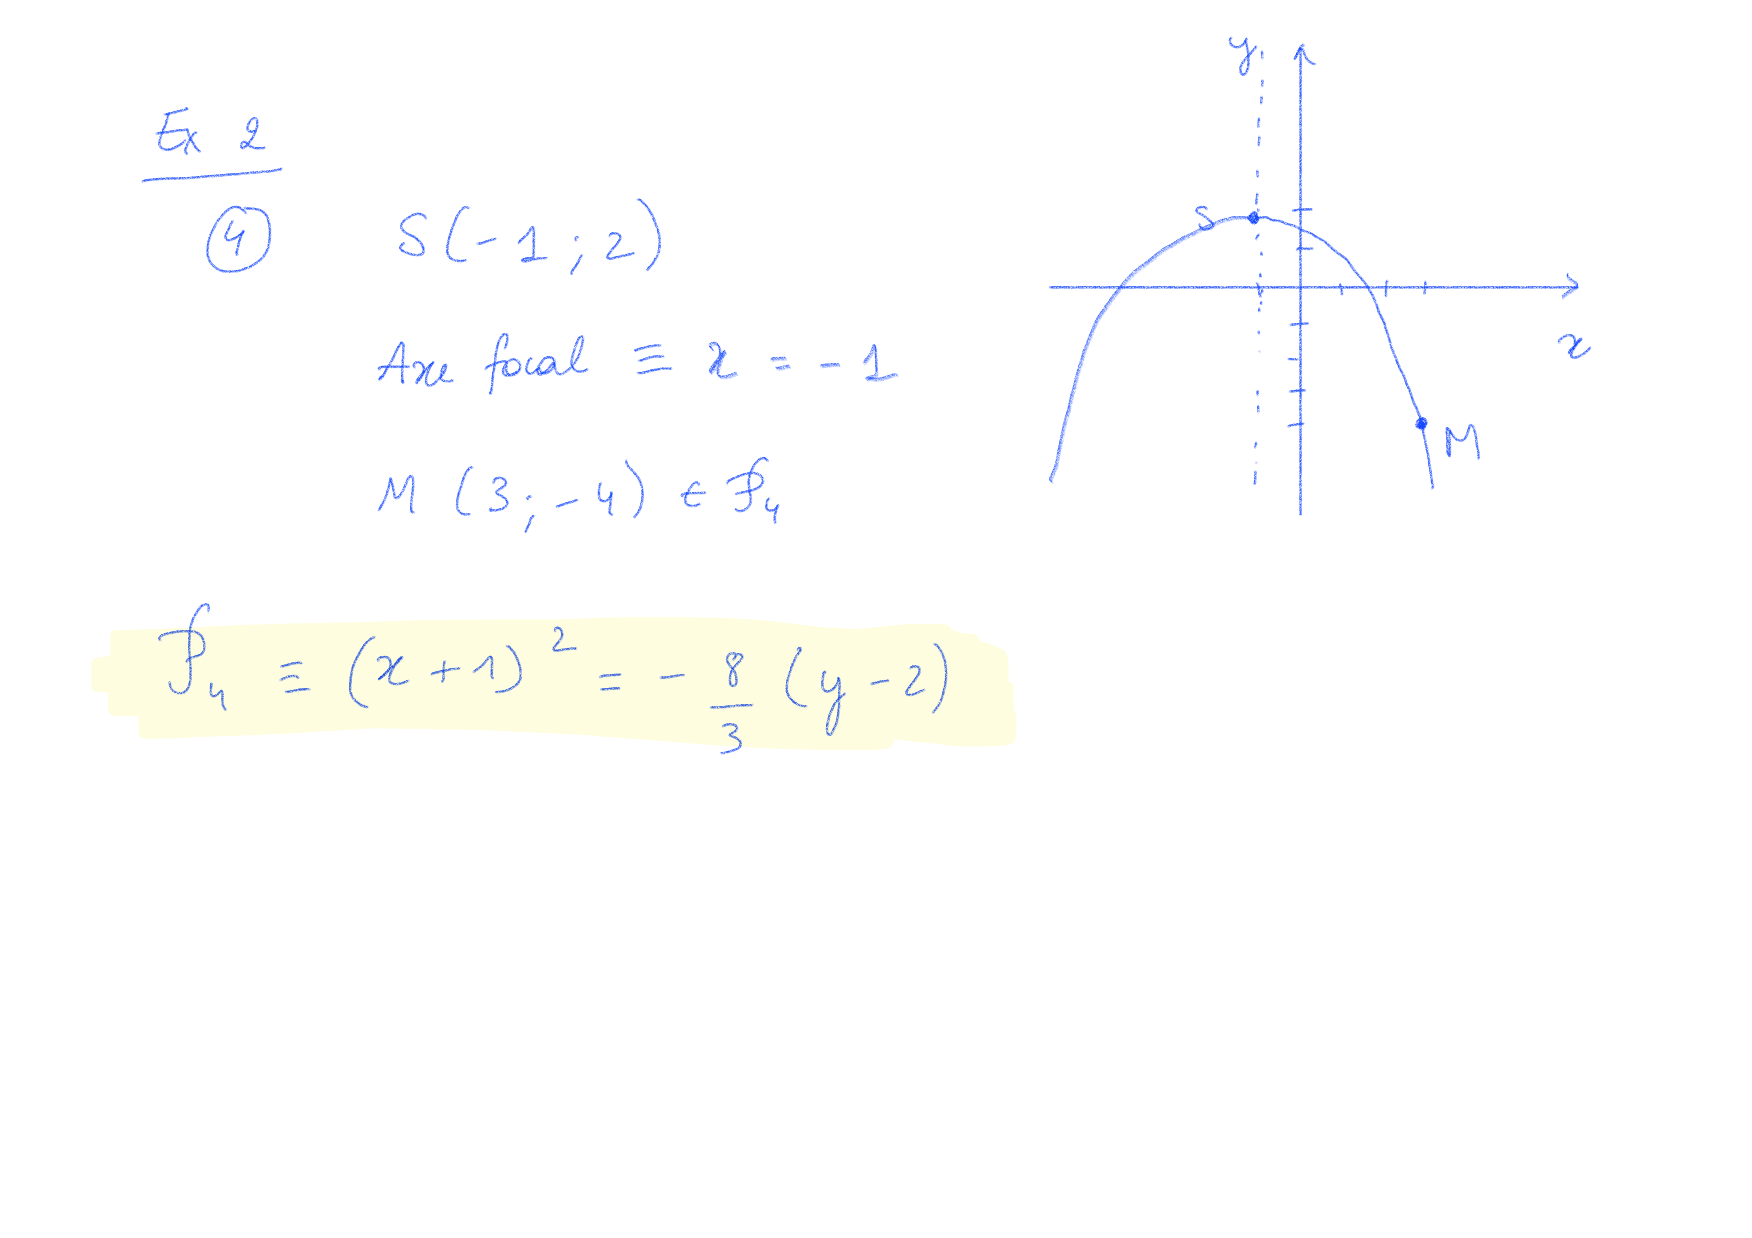 Ex 2
④ S(-1 ; 2)
Axe focal ≡ x = -1
M (3 ; -4) ∈ 𝒫₄
𝒫₄ ≡ (x+1)² = - 8/3 (y-2)
y
S
x
M